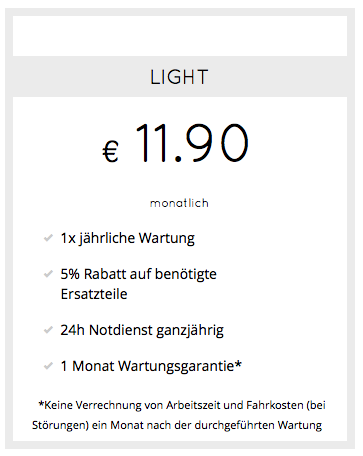 LIGHT
€ 11.90
monatlich
1x jährliche Wartung
5% Rabatt auf benötigte
Ersatzteile
24h Notdienst ganzjährig
1 Monat Wartungsgarantie*
*Keine Verrechnung von Arbeitszeit und Fahrkosten (bei
Störungen) ein Monat nach der durchgeführten Wartung